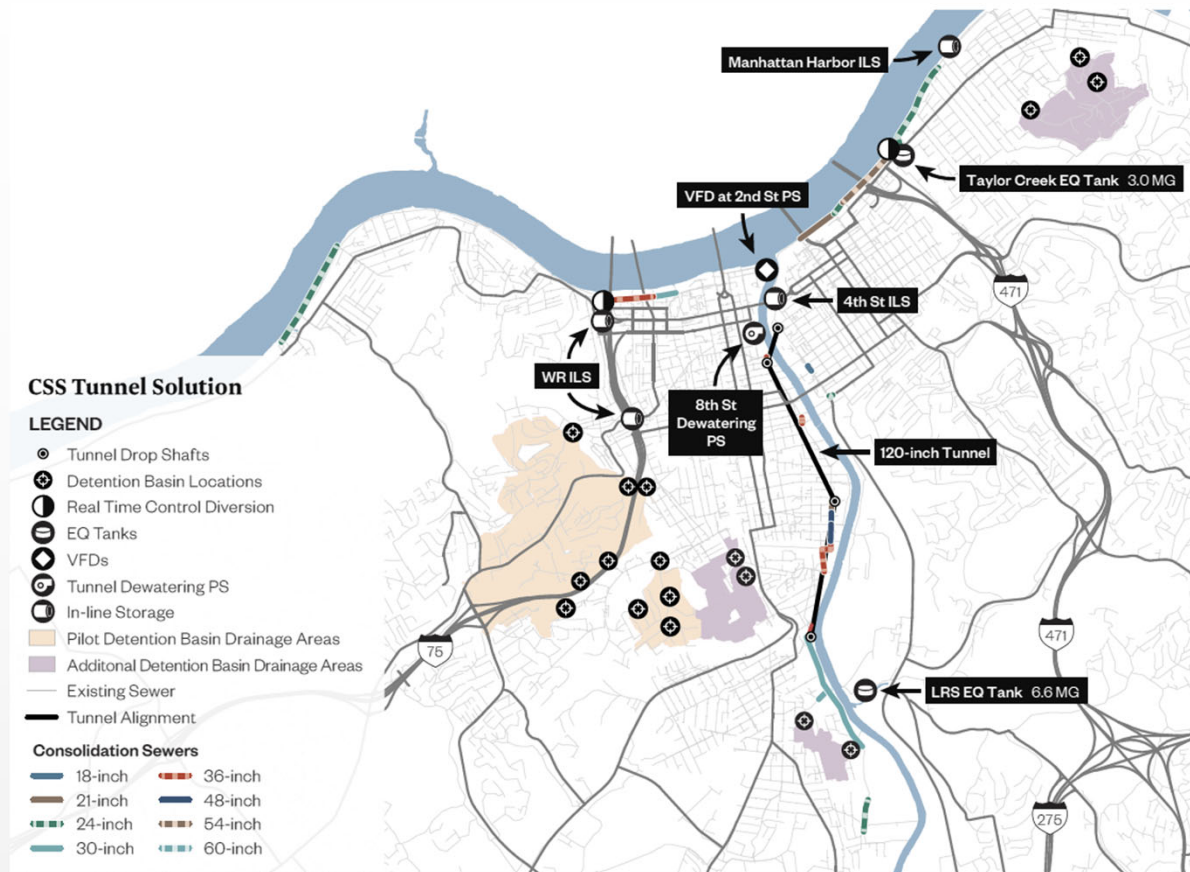 Manhattan Harbor ILS
Taylor Creek EQ Tank 3.0 MG
VFD at 2nd St PS
471
4th St ILS
WR ILS
8th St
Dewatering
PS
120-inch Tunnel
CSS Tunnel Solution
LEGEND
Tunnel Drop Shafts
Detention Basin Locations
Real Time Control Diversion
EQ Tanks
VFDs
Tunnel Dewatering PS
In-line Storage
Pilot Detention Basin Drainage Areas
Additonal Detention Basin Drainage Areas
Existing Sewer
Tunnel Alignment
Consolidation Sewers
18-inch
21-inch
24-inch
30-inch
36-inch
48-inch
54-inch
60-inch
75
471
LRS EQ Tank 6.6 MG
275